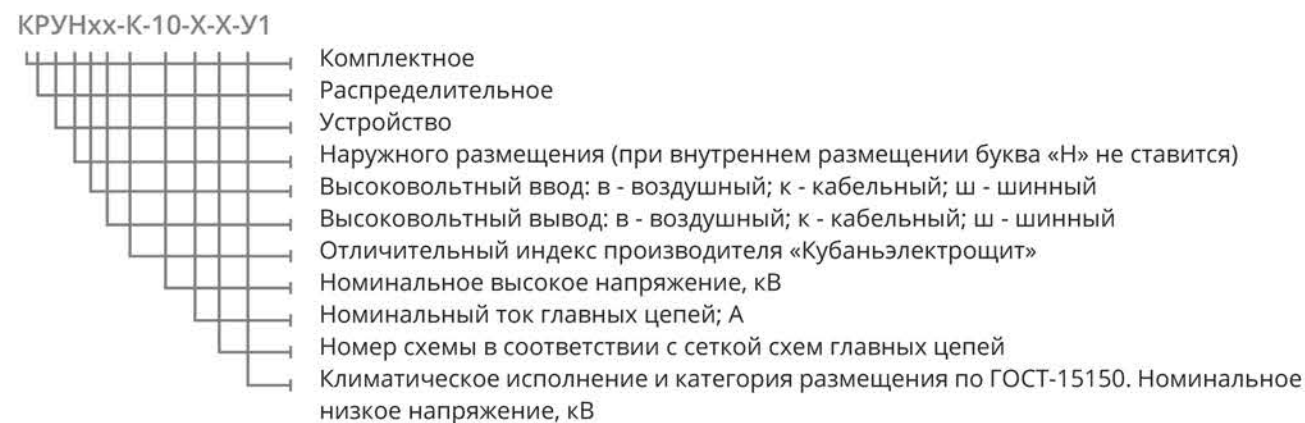 КРУНхх-К-10-Х-Х-У1
Комплектное
Распределительное
Устройство
Наружного размещения (при внутреннем размещении буква «Н» не ставится)
Высоковольтный ввод: в - воздушный; к - кабельный; ш - шинный
Высоковольтный вывод: в - воздушный; к - кабельный; ш - шинный
Отличительный индекс производителя «Кубаньэлектрощит»
Номинальное высокое напряжение, кВ
Номинальный ток главных цепей; А
Номер схемы в соответствии с сеткой схем главных цепей
Климатическое исполнение и категория размещения по ГОСТ-15150. Номинальное
низкое напряжение, кВ